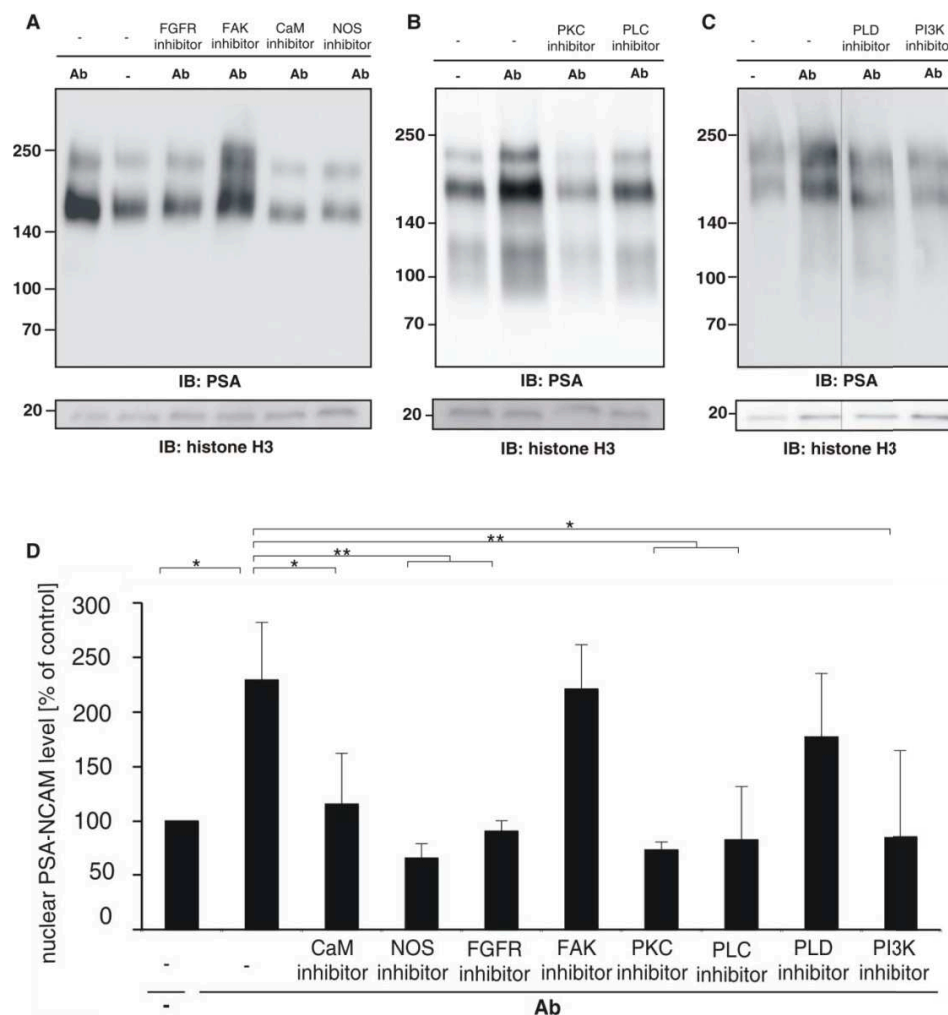 A
- - FGFR inhibitor FAK inhibitor CaM inhibitor NOS inhibitor
Ab - Ab Ab Ab Ab
250
140
100
70
IB: PSA
20
IB: histone H3
B
- - PKC inhibitor PLC inhibitor
- Ab Ab Ab
250
140
100
70
IB: PSA
20
IB: histone H3
C
- - PLD inhibitor PI3K inhibito
- Ab Ab Ab
250
140
100
70
IB: PSA
20
IB: histone H3
D
*
**
**
* *
nuclear PSA-NCAM level [% of control]
300
250
200
150
100
50
0
- - CaM inhibitor NOS inhibitor FGFR inhibitor FAK inhibitor PKC inhibitor PLC inhibitor PLD inhibitor PI3K inhibitor
- Ab